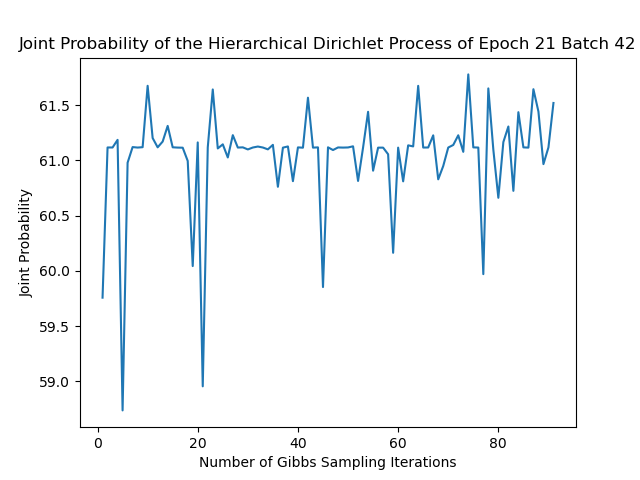 Joint Probability of the Hierarchical Dirichlet Process of Epoch 21 Batch 42
61.5
61.0
60.5
60.0
59.5
59.0
Joint Probability
0 20 40 60 80
Number of Gibbs Sampling Iterations